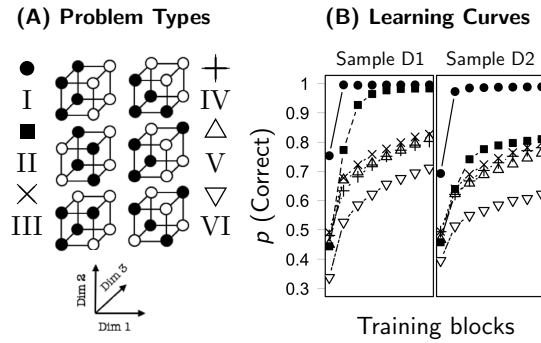 (A) Problem Types
I
IV
II
V
III
VI
Dim 1
Dim 2
Dim 3
(B) Learning Curves
Sample D1
Sample D2
1
0.9
0.8
0.7
0.6
0.5
0.4
0.3
p (Correct)
Training blocks